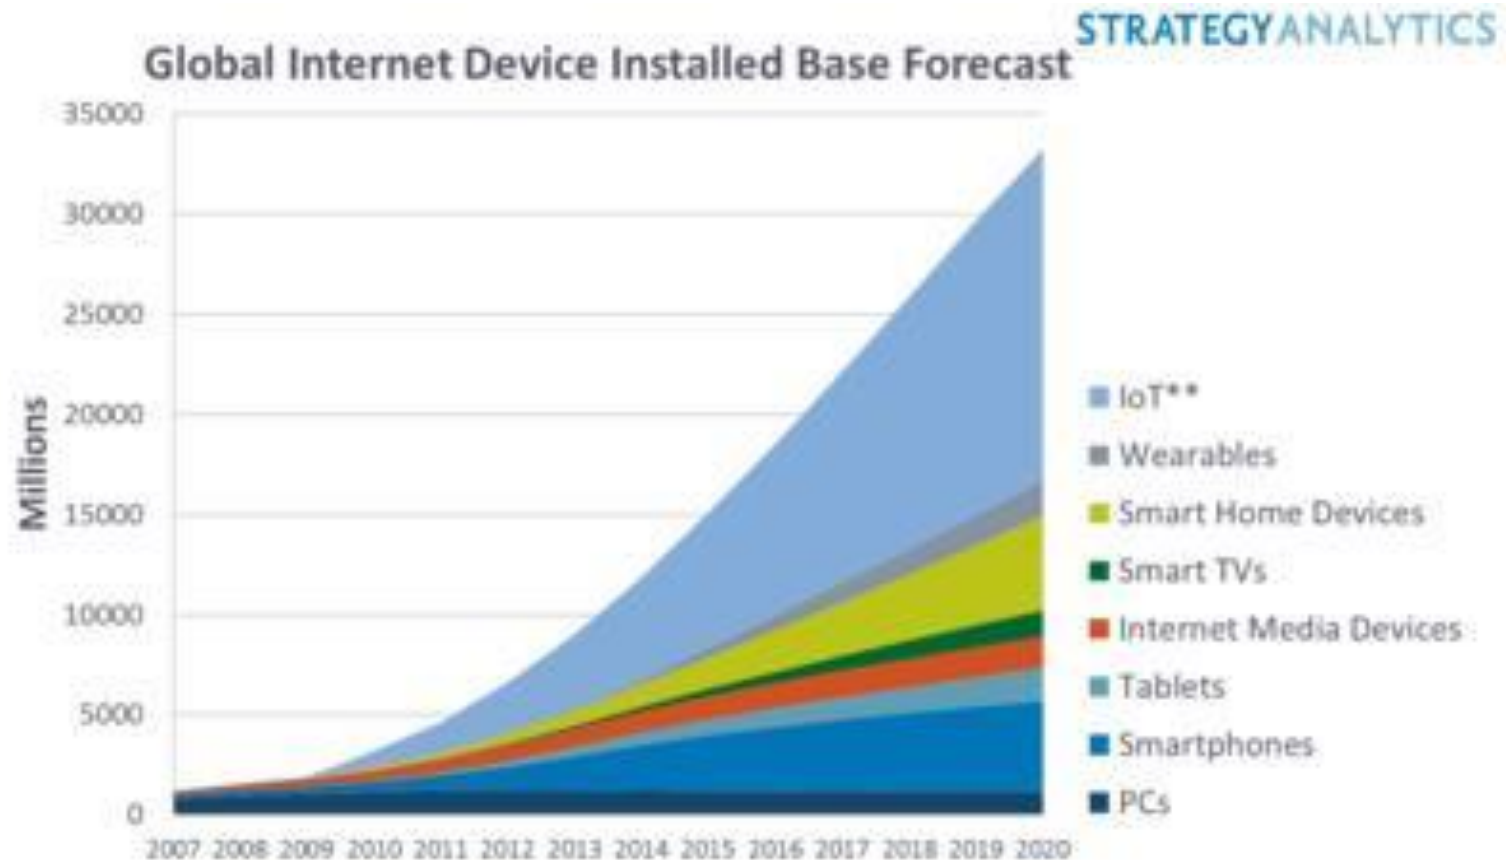 STRATEGYANALYTICS
Global Internet Device Installed Base Forecast
Millions
35000
30000
25000
20000
15000
10000
5000
0
2007 2008 2009 2010 2011 2012 2013 2014 2015 2016 2017 2018 2019 2020
IoT**
Wearables
Smart Home Devices
Smart TVs
Internet Media Devices
Tablets
Smartphones
PCs